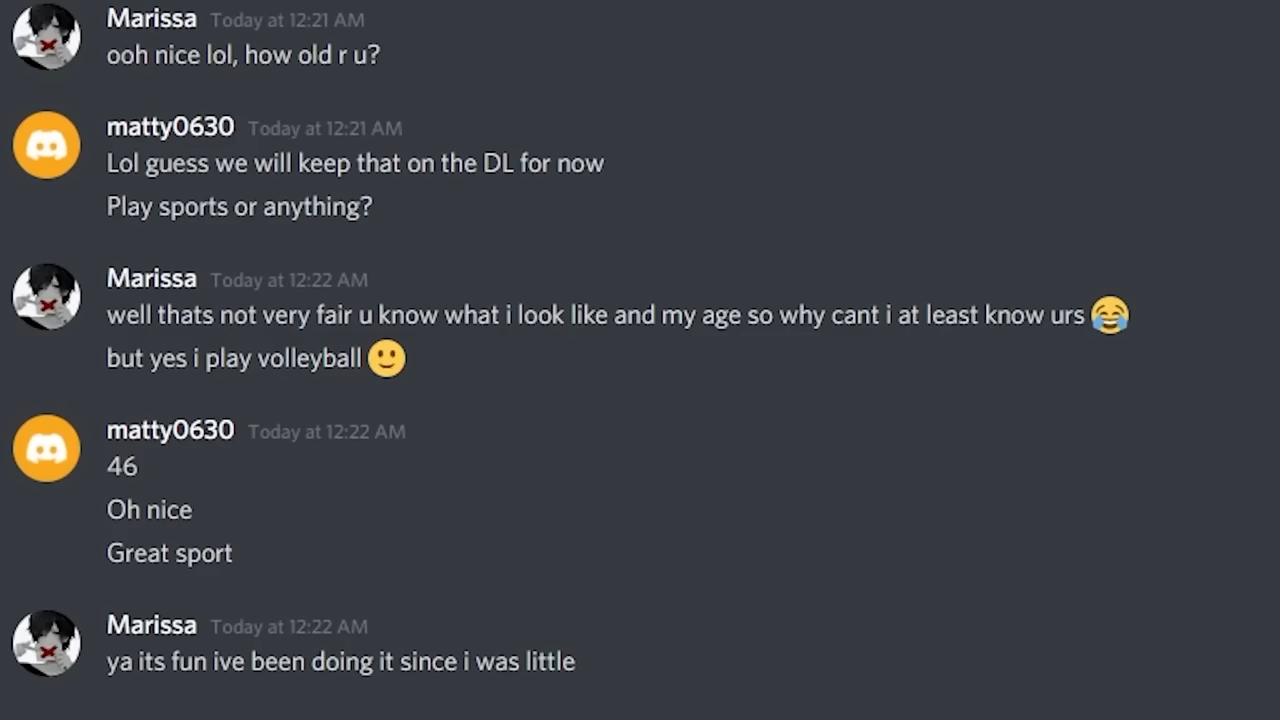 Marissa Today at 12:21 AM
ooh nice lol, how old r u?
matty0630 Today at 12:21 AM
Lol guess we will keep that on the DL for now
Play sports or anything?
Marissa Today at 12:22 AM
well thats not very fair u know what i look like and my age so why cant i at least know urs 😂
but yes i play volleyball 🙂
matty0630 Today at 12:22 AM
46
Oh nice
Great sport
Marissa Today at 12:22 AM
ya its fun ive been doing it since i was little